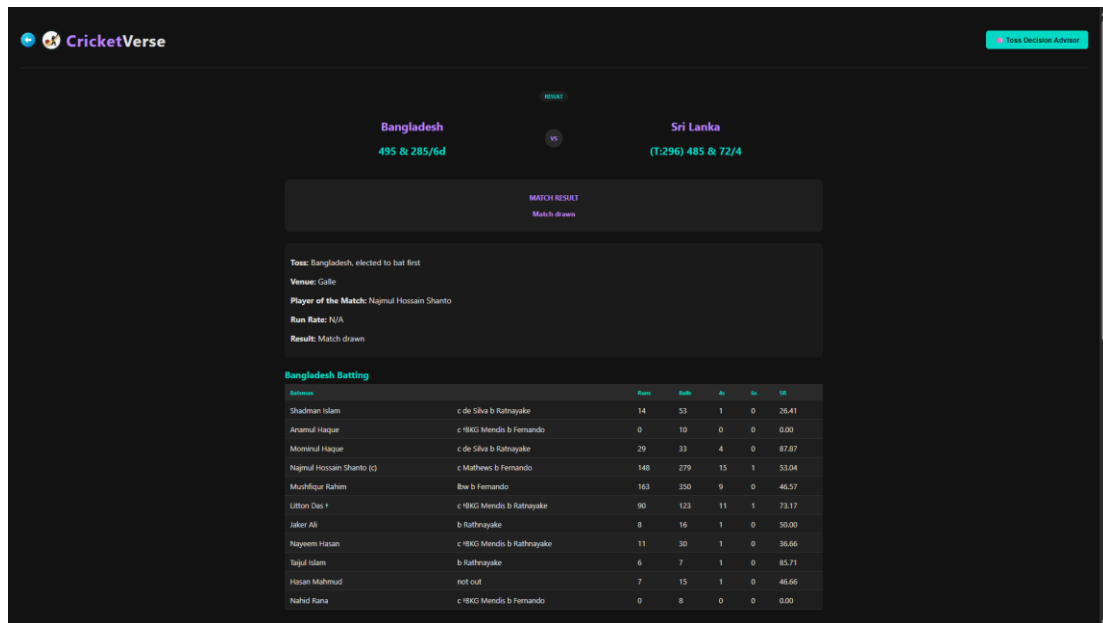 CricketVerse
Toss Decision Advisor
RESULT
Bangladesh
495 & 285/6d
VS
Sri Lanka
(T:296) 485 & 72/4
MATCH RESULT
Match drawn
Toss: Bangladesh, elected to bat first
Venue: Galle
Player of the Match: Najmul Hossain Shanto
Run Rate: N/A
Result: Match drawn
Bangladesh Batting
Batsman Runs Balls 4s 6s SR
Shadman Islam c de Silva b Ratnayake 14 53 1 0 26.41
Anamul Haque c †BKG Mendis b Fernando 0 10 0 0 0.00
Mominul Haque c de Silva b Ratnayake 29 33 4 0 87.87
Najmul Hossain Shanto (c) c Mathews b Fernando 148 279 15 1 53.04
Mushfiqur Rahim lbw b Fernando 163 350 9 0 46.57
Litton Das † c †BKG Mendis b Ratnayake 90 123 11 1 73.17
Jaker Ali b Rathnayake 8 16 1 0 50.00
Nayeem Hasan c †BKG Mendis b Rathnayake 11 30 1 0 36.66
Taijul Islam b Rathnayake 6 7 1 0 85.71
Hasan Mahmud not out 7 15 1 0 46.66
Nahid Rana c †BKG Mendis b Fernando 0 8 0 0 0.00